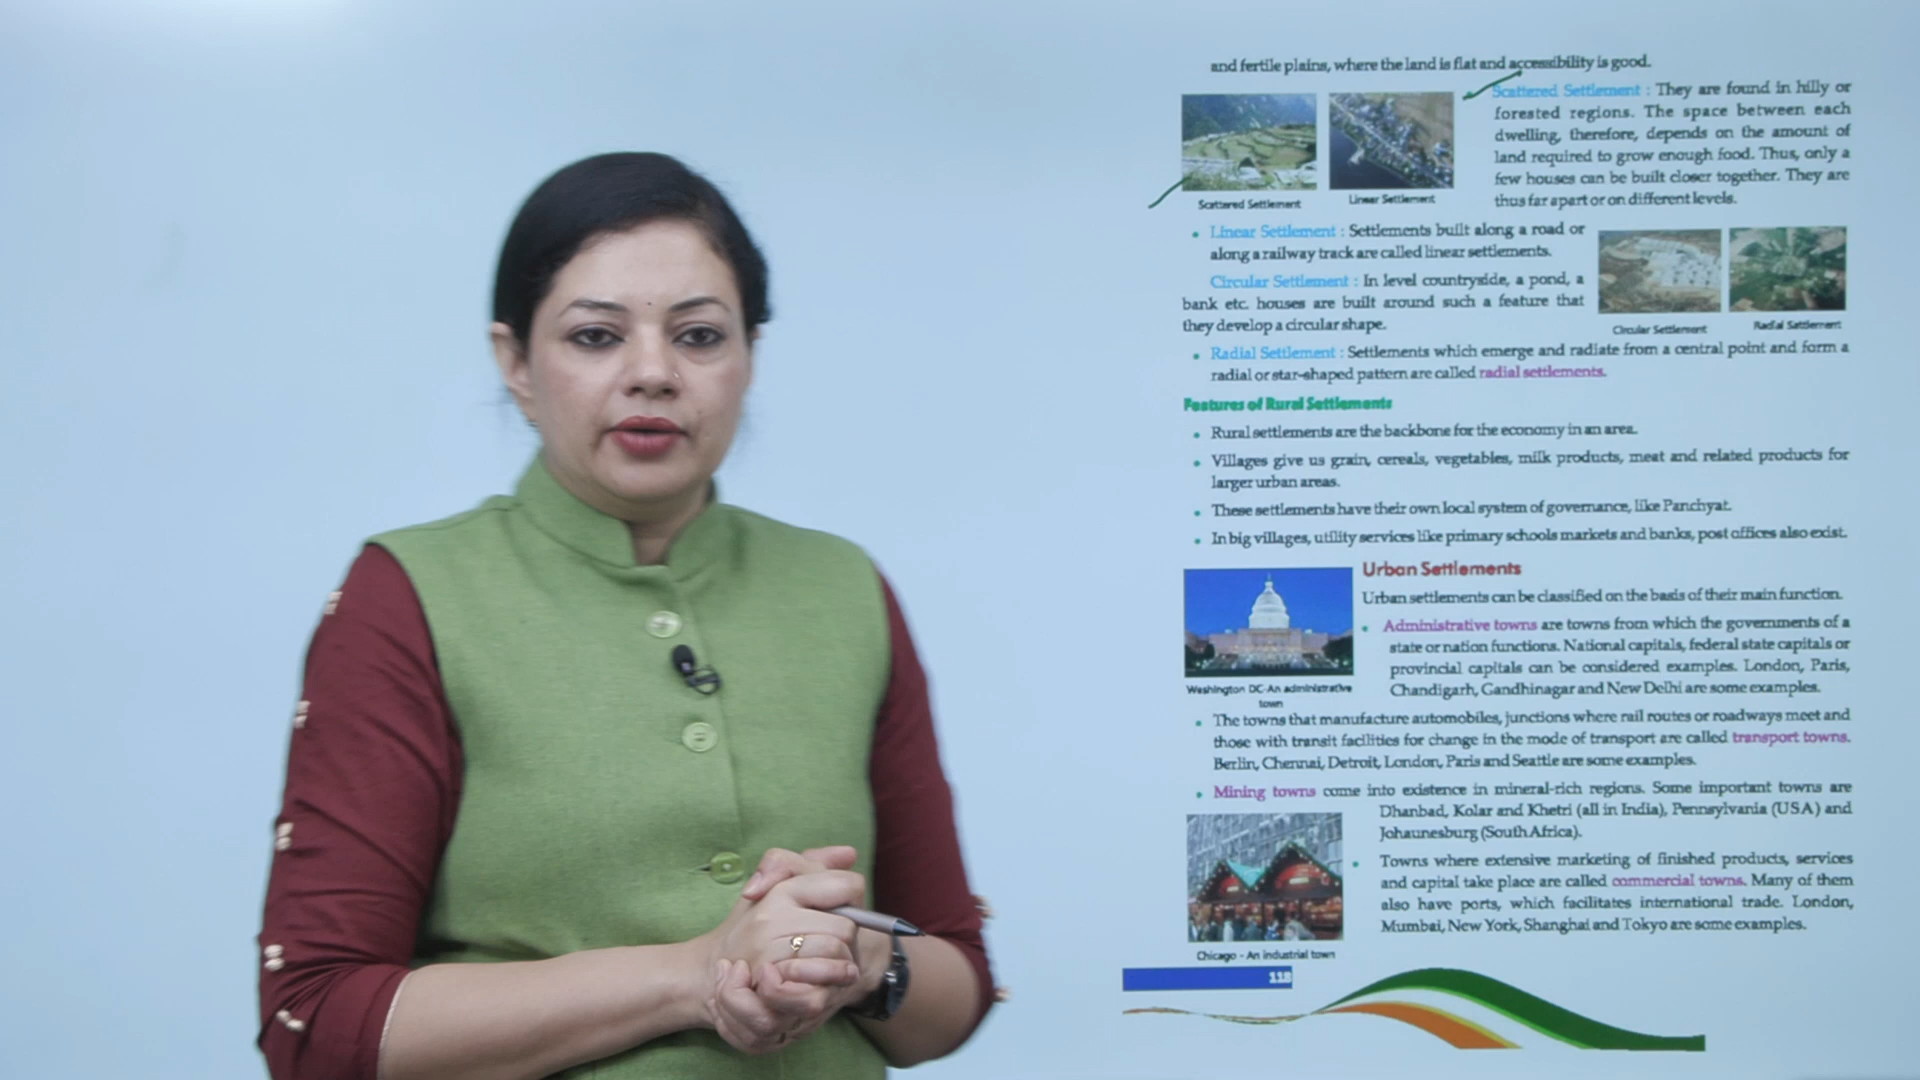 and fertile plains, where the land is flat and accessibility is good.
Scattered Settlement : They are found in hilly or
forested regions. The space between each
dwelling, therefore, depends on the amount of
land required to grow enough food. Thus, only a
few houses can be built closer together. They are
thus far apart or on different levels.
Scattered Settlement
Linear Settlement
• Linear Settlement : Settlements built along a road or
along a railway track are called linear settlements.
Circular Settlement : In level countryside, a pond, a
bank etc. houses are built around such a feature that
they develop a circular shape.
Circular Settlement
Radial Settlement
• Radial Settlement : Settlements which emerge and radiate from a central point and form a
radial or star-shaped pattern are called radial settlements.
Features of Rural Settlements
• Rural settlements are the backbone for the economy in an area.
• Villages give us grain, cereals, vegetables, milk products, meat and related products for
larger urban areas.
• These settlements have their own local system of governance, like Panchyat.
• In big villages, utility services like primary schools markets and banks, post offices also exist.
Urban Settlements
Urban settlements can be classified on the basis of their main function.
• Administrative towns are towns from which the governments of a
state or nation functions. National capitals, federal state capitals or
provincial capitals can be considered examples. London, Paris,
Chandigarh, Gandhinagar and New Delhi are some examples.
Washington DC-An administrative
town
• The towns that manufacture automobiles, junctions where rail routes or roadways meet and
those with transit facilities for change in the mode of transport are called transport towns.
Berlin, Chennai, Detroit, London, Paris and Seattle are some examples.
• Mining towns come into existence in mineral-rich regions. Some important towns are
Dhanbad, Kolar and Khetri (all in India), Pennsylvania (USA) and
Johaunesburg (South Africa).
• Towns where extensive marketing of finished products, services
and capital take place are called commercial towns. Many of them
also have ports, which facilitates international trade. London,
Mumbai, New York, Shanghai and Tokyo are some examples.
Chicago - An industrial town